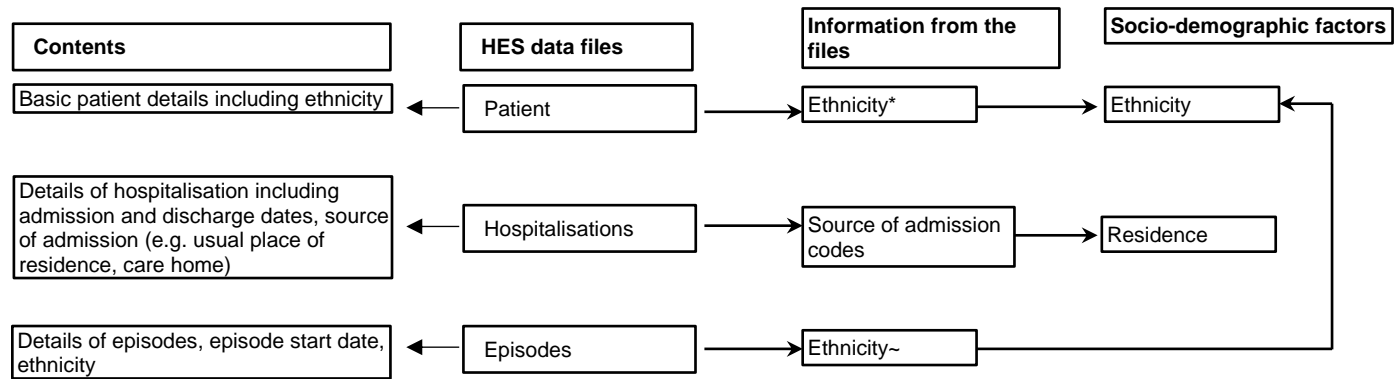 Contents
HES data files
Information from the
files
Socio-demographic factors
Basic patient details including ethnicity
Patient
Ethnicity*
Ethnicity
Details of hospitalisation including
admission and discharge dates, source
of admission (e.g. usual place of
residence, care home)
Hospitalisations
Source of admission
codes
Residence
Details of episodes, episode start date,
ethnicity
Episodes
Ethnicity~